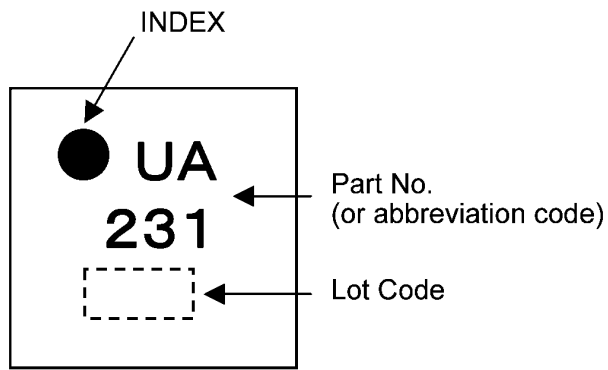 INDEX
UA
231
Part No.
(or abbreviation code)
Lot Code